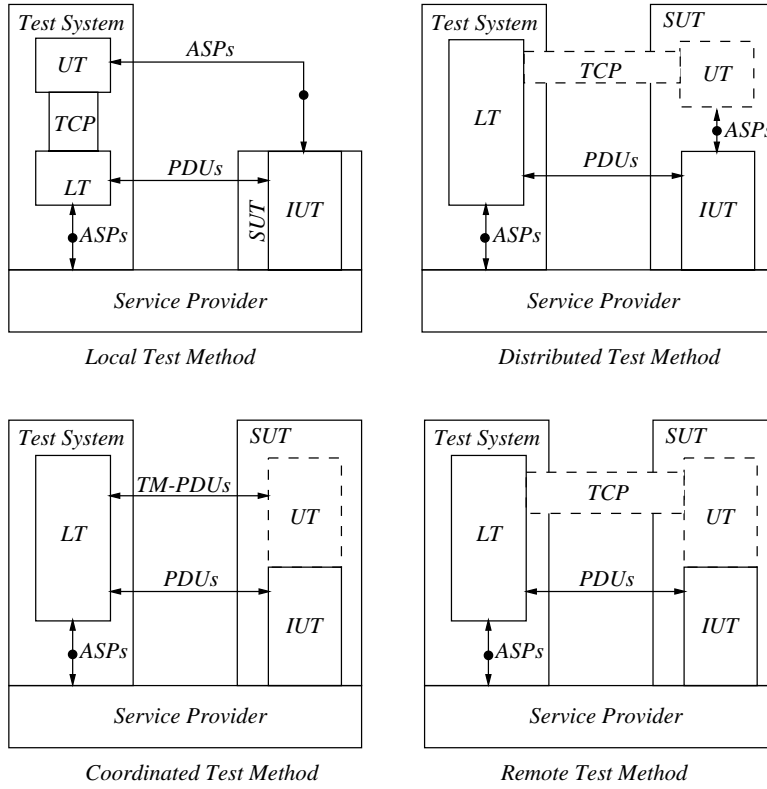 Test System
UT
ASPs
TCP
LT
PDUs
SUT
IUT
ASPs
Service Provider
Local Test Method
Test System
SUT
TCP
UT
LT
ASPs
PDUs
IUT
ASPs
Service Provider
Distributed Test Method
Test System
SUT
TM-PDUs
LT
UT
PDUs
IUT
ASPs
Service Provider
Coordinated Test Method
Test System
SUT
TCP
LT
UT
PDUs
IUT
ASPs
Service Provider
Remote Test Method